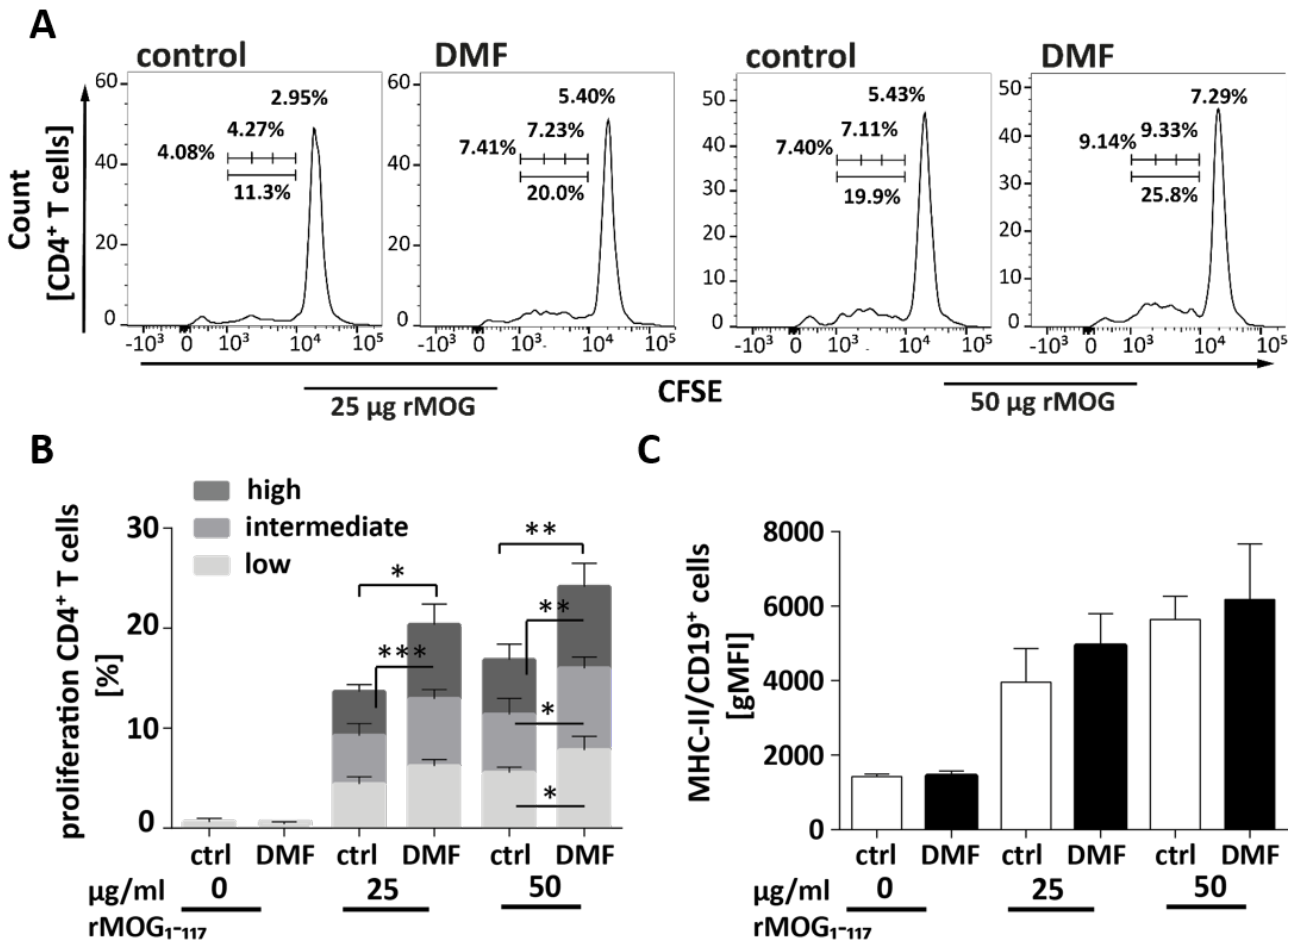 A
control DMF control DMF
60 40 20 0
2.95%
4.27%
4.08%
11.3%
-10³ 0 10³ 10⁴ 10⁵
60 40 20 0
5.40%
7.23%
7.41%
20.0%
-10³ 0 10³ 10⁴ 10⁵
50 40 30 20 10 0
5.43%
7.11%
7.40%
19.9%
-10³ 0 10³ 10⁴ 10⁵
50 40 30 20 10 0
7.29%
9.33%
9.14%
25.8%
-10³ 0 10³ 10⁴ 10⁵
Count
[CD4⁺ T cells]
CFSE
25 µg rMOG
50 µg rMOG
B
high
intermediate
low
proliferation CD4⁺ T cells
[%]
30
20
10
0
* ** *** ** * *
ctrl DMF ctrl DMF ctrl DMF
µg/ml 0 25 50
rMOG₁₋₁₁₇
C
MHC-II/CD19⁺ cells
[gMFI]
8000
6000
4000
2000
0
ctrl DMF ctrl DMF ctrl DMF
µg/ml 0 25 50
rMOG₁₋₁₁₇